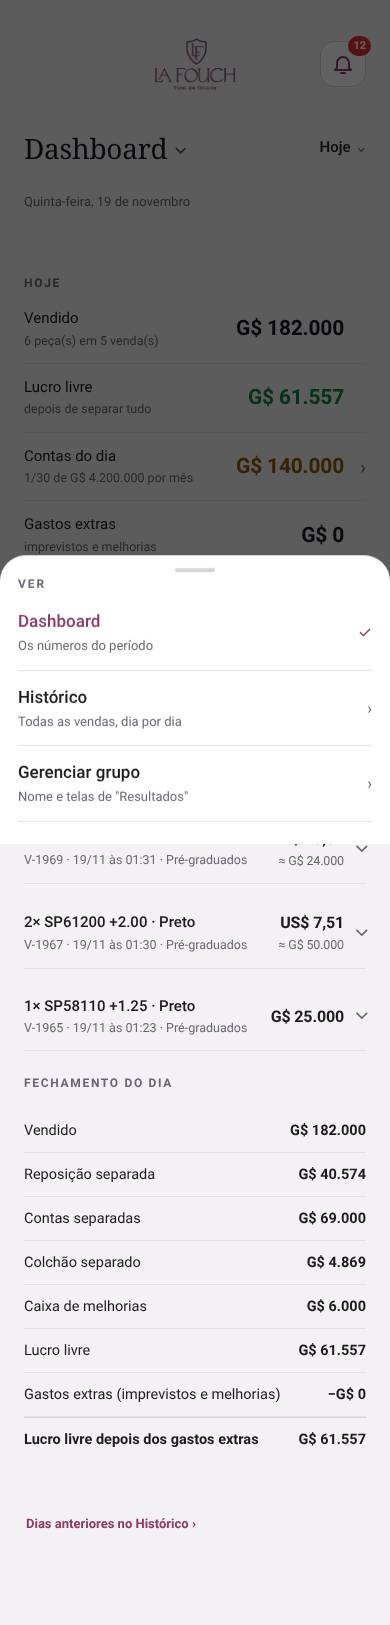 12
LA FOUCH
Hoje
Dashboard
Quinta-feira, 19 de novembro
HOJE
Vendido
6 peça(s) em 5 venda(s)
G$ 182.000
Lucro livre
depois de separar tudo
G$ 61.557
Contas do dia
1/30 de G$ 4.200.000 por mês
G$ 140.000
Gastos extras
imprevistos e melhorias
G$ 0
VER
Dashboard
Os números do período
Histórico
Todas as vendas, dia por dia
Gerenciar grupo
Nome e telas de "Resultados"
V-1969 · 19/11 às 01:31 · Pré-graduados
≈ G$ 24.000
2× SP61200 +2.00 · Preto
US$ 7,51
V-1967 · 19/11 às 01:30 · Pré-graduados
≈ G$ 50.000
1× SP58110 +1.25 · Preto
G$ 25.000
V-1965 · 19/11 às 01:23 · Pré-graduados
FECHAMENTO DO DIA
Vendido G$ 182.000
Reposição separada G$ 40.574
Contas separadas G$ 69.000
Colchão separado G$ 4.869
Caixa de melhorias G$ 6.000
Lucro livre G$ 61.557
Gastos extras (imprevistos e melhorias) −G$ 0
Lucro livre depois dos gastos extras G$ 61.557
Dias anteriores no Histórico ›